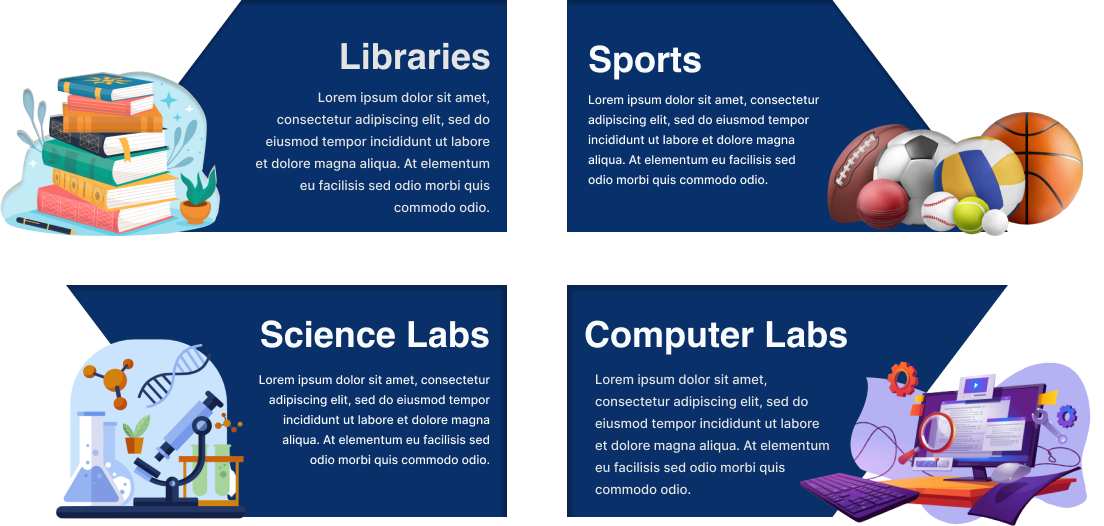 Libraries
Lorem ipsum dolor sit amet,
consectetur adipiscing elit, sed do
eiusmod tempor incididunt ut labore
et dolore magna aliqua. At elementum
eu facilisis sed odio morbi quis
commodo odio.
Sports
Lorem ipsum dolor sit amet, consectetur
adipiscing elit, sed do eiusmod tempor
incididunt ut labore et dolore magna
aliqua. At elementum eu facilisis sed
odio morbi quis commodo odio.
Science Labs
Lorem ipsum dolor sit amet, consectetur
adipiscing elit, sed do eiusmod tempor
incididunt ut labore et dolore magna
aliqua. At elementum eu facilisis sed
odio morbi quis commodo odio.
Computer Labs
Lorem ipsum dolor sit amet,
consectetur adipiscing elit, sed do
eiusmod tempor incididunt ut labore
et dolore magna aliqua. At elementum
eu facilisis sed odio morbi quis
commodo odio.